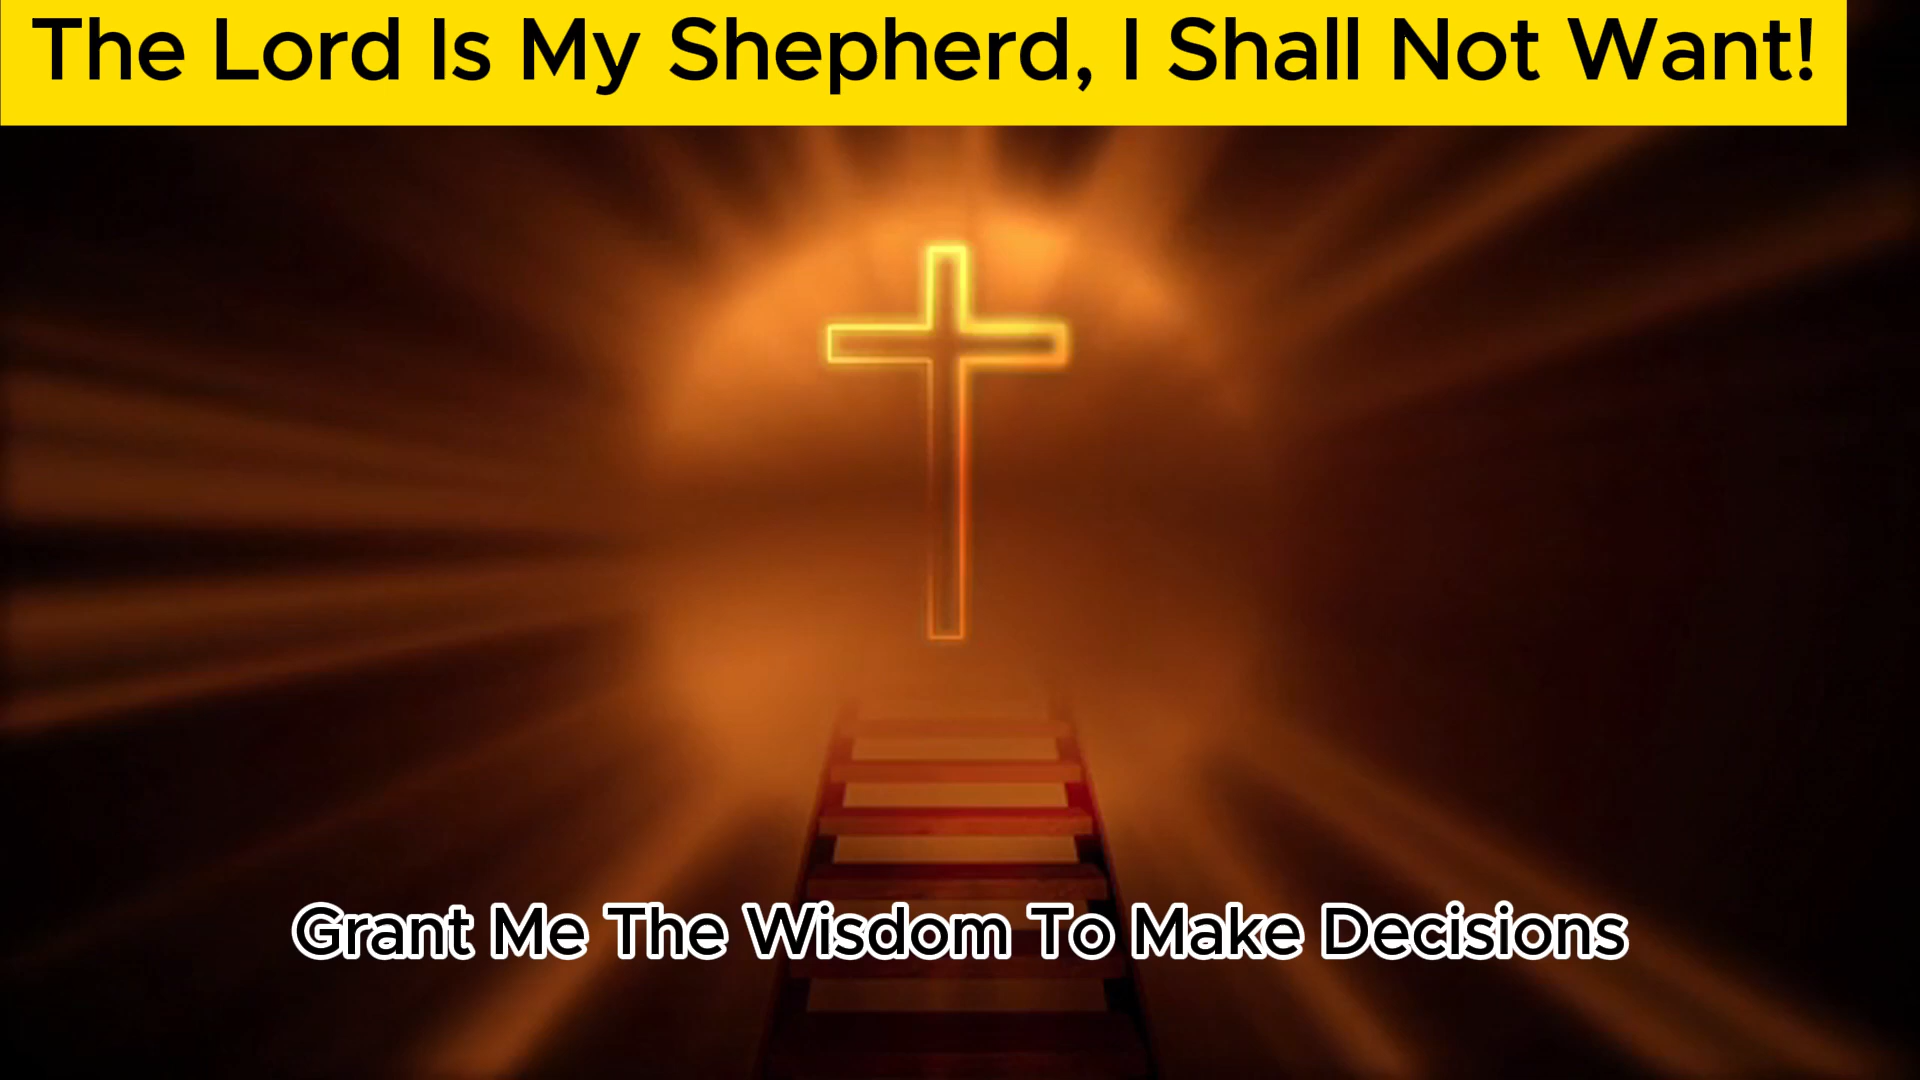 The Lord Is My Shepherd, I Shall Not Want!
Grant Me The Wisdom To Make Decisions